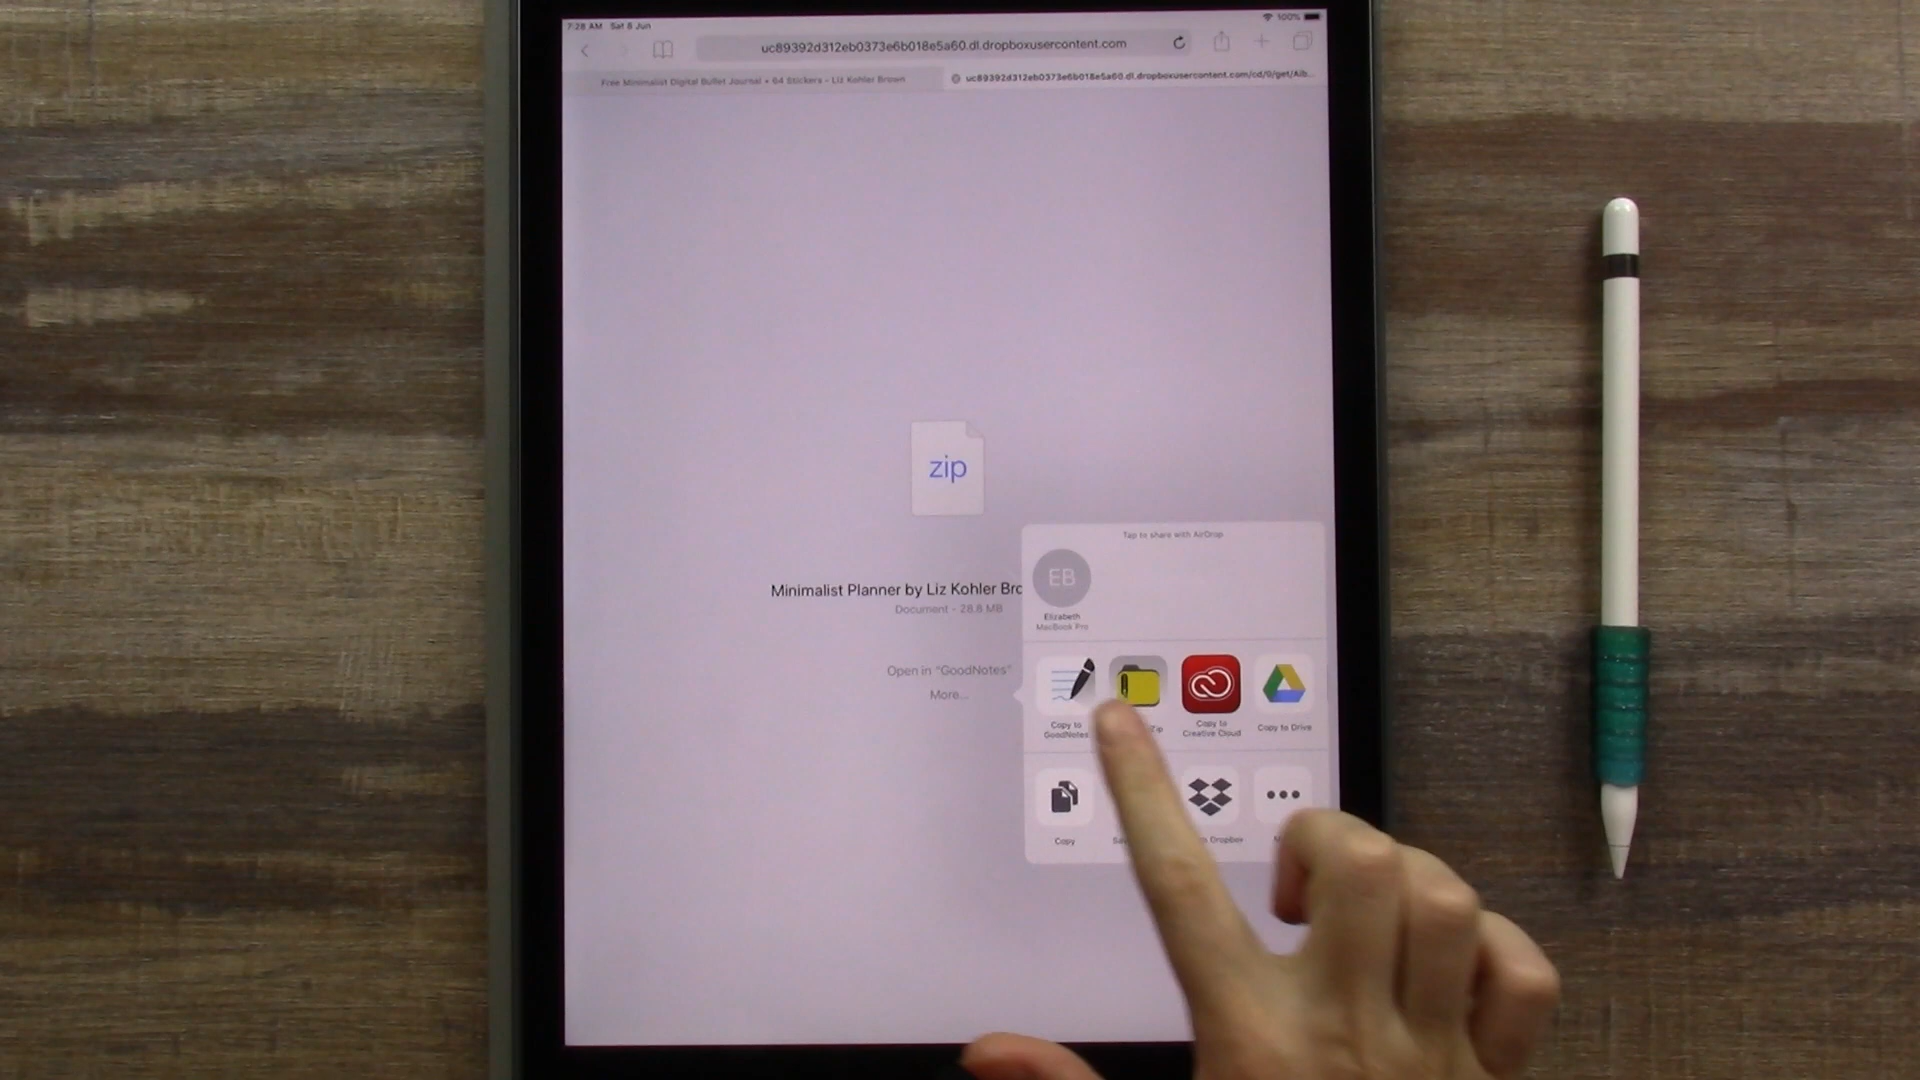 7:28 AM Sat 8 Jun
100%
uc89392d312eb0373e6b018e5a60.dl.dropboxusercontent.com
Free Minimalist Digital Bullet Journal + 64 Stickers - Liz Kohler Brown
uc89392d312eb0373e6b018e5a60.dl.dropboxusercontent.com/cd/0/get/Aib...
zip
Minimalist Planner by Liz Kohler Bro
Document - 28.8 MB
Open in "GoodNotes"
More...
Tap to share with AirDrop
EB
Elizabeth
MacBook Pro
Copy to
GoodNotes
Zip
Copy to
Creative Cloud
Copy to Drive
Copy
Dropbox